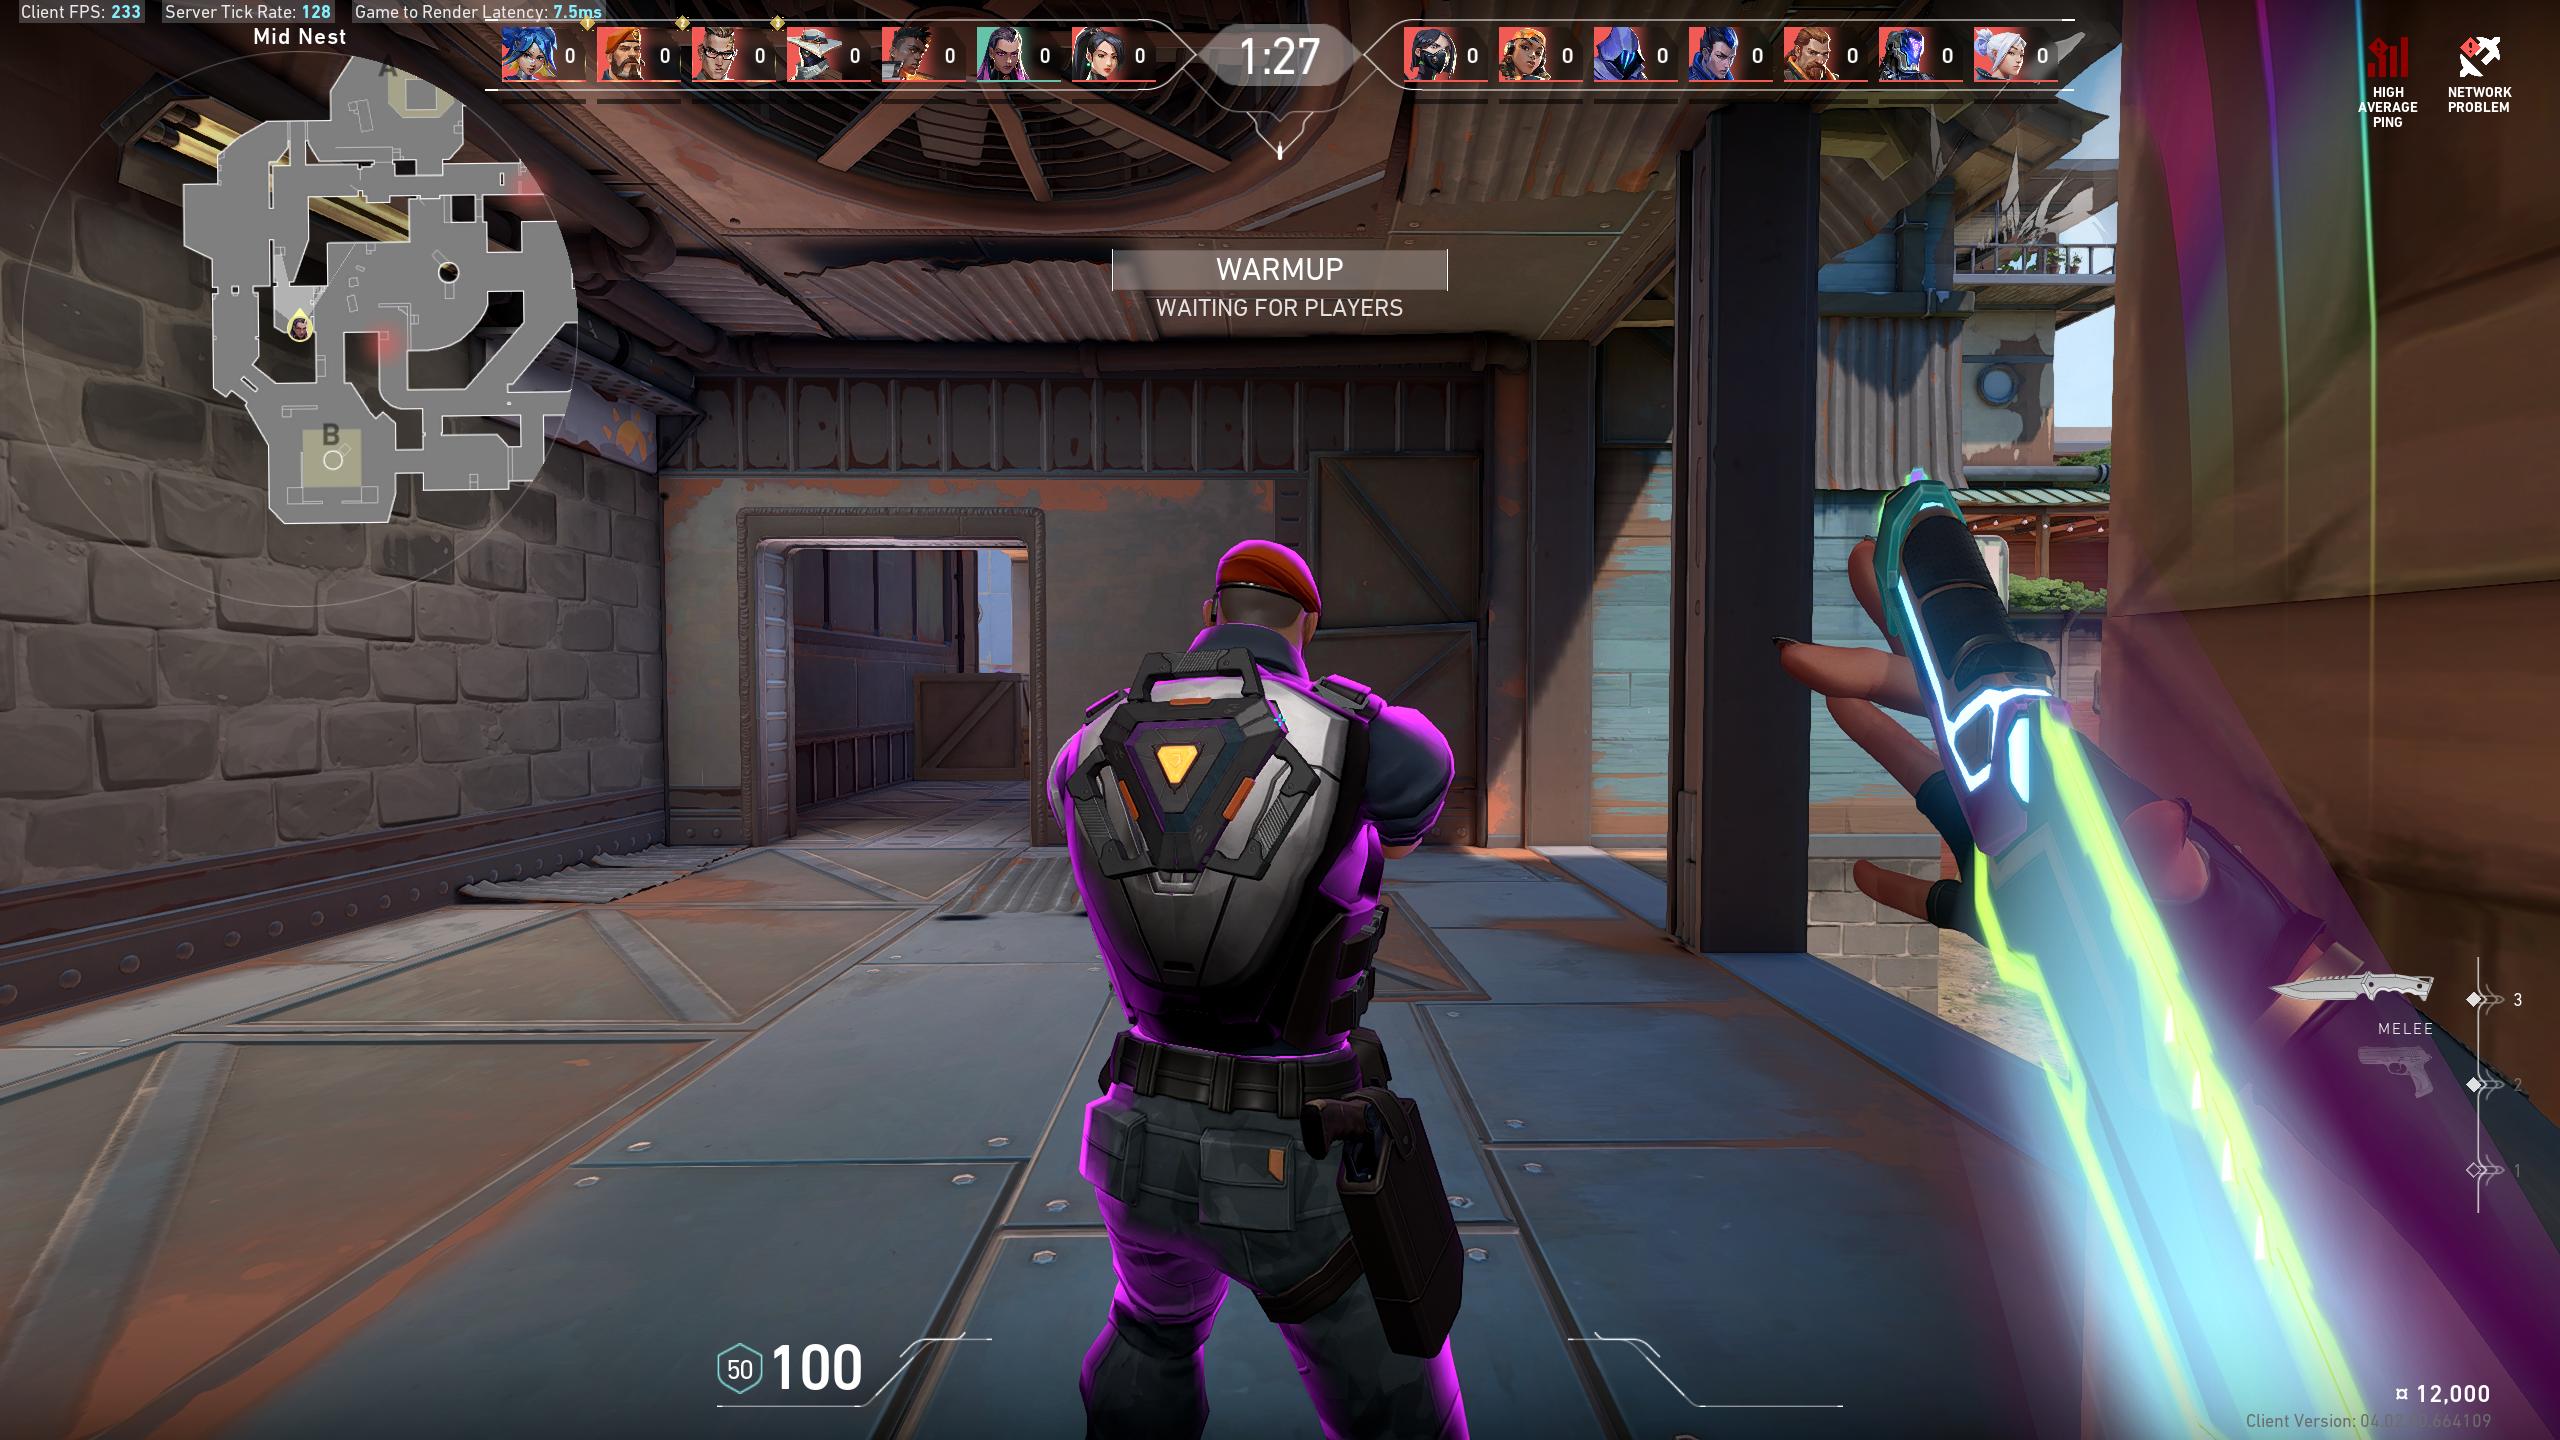 Client FPS: 233 Server Tick Rate: 128 Game to Render Latency: 7.5ms
Mid Nest
0 0 0 0 0 0 0
1:27
0 0 0 0 0 0 0
HIGH AVERAGE PING
NETWORK PROBLEM
A
WARMUP
WAITING FOR PLAYERS
B
3
MELEE
2
1
50 100
¤ 12,000